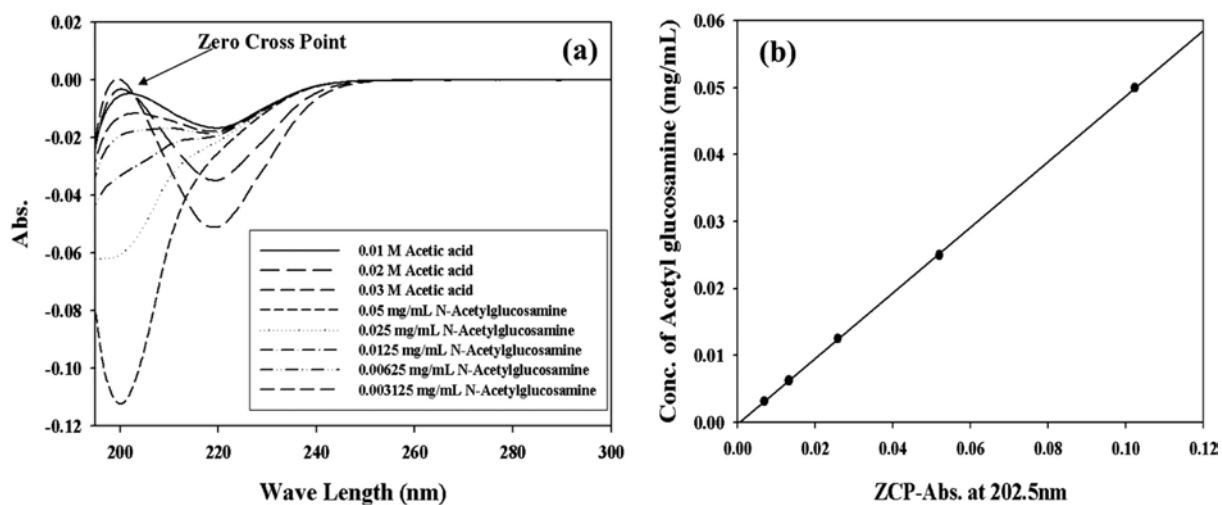 0.02
0.00
-0.02
-0.04
-0.06
-0.08
-0.10
-0.12
Abs.
Zero Cross Point
(a)
0.01 M Acetic acid
0.02 M Acetic acid
0.03 M Acetic acid
0.05 mg/mL N-Acetylglucosamine
0.025 mg/mL N-Acetylglucosamine
0.0125 mg/mL N-Acetylglucosamine
0.00625 mg/mL N-Acetylglucosamine
0.003125 mg/mL N-Acetylglucosamine
200 220 240 260 280 300
Wave Length (nm)
0.06
0.05
0.04
0.03
0.02
0.01
0.00
Conc. of Acetyl glucosamine (mg/mL)
(b)
0.00 0.02 0.04 0.06 0.08 0.10 0.12
ZCP-Abs. at 202.5nm